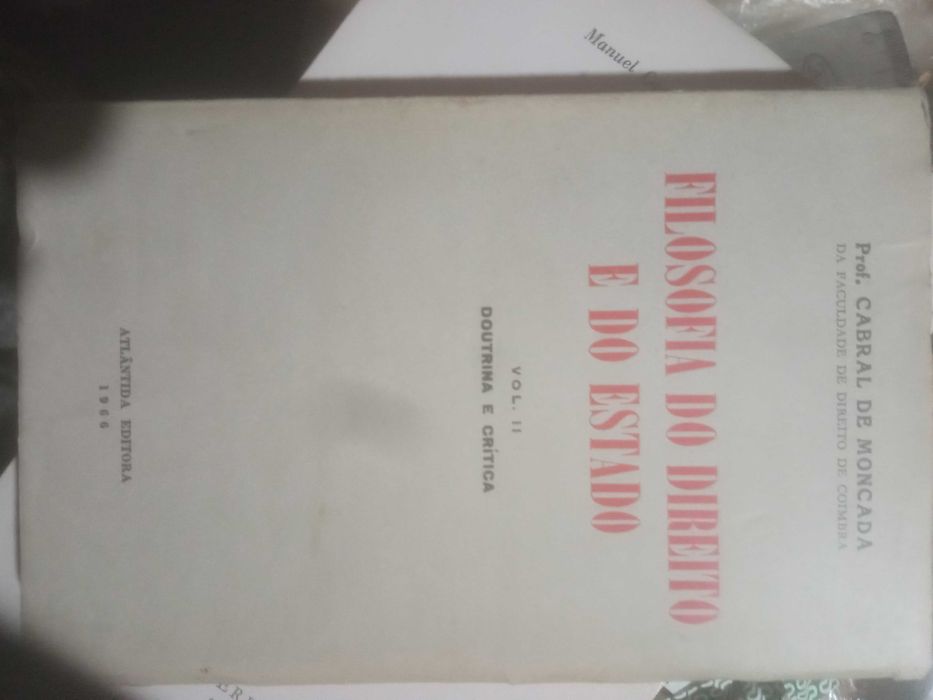 Manuel
Prof. CABRAL DE MONCADA
DA FACULDADE DE DIREITO DE COIMBRA
FILOSOFIA DO DIREITO
E DO ESTADO
VOL. II
DOUTRINA E CRÍTICA
ATLÂNTIDA EDITORA
1966